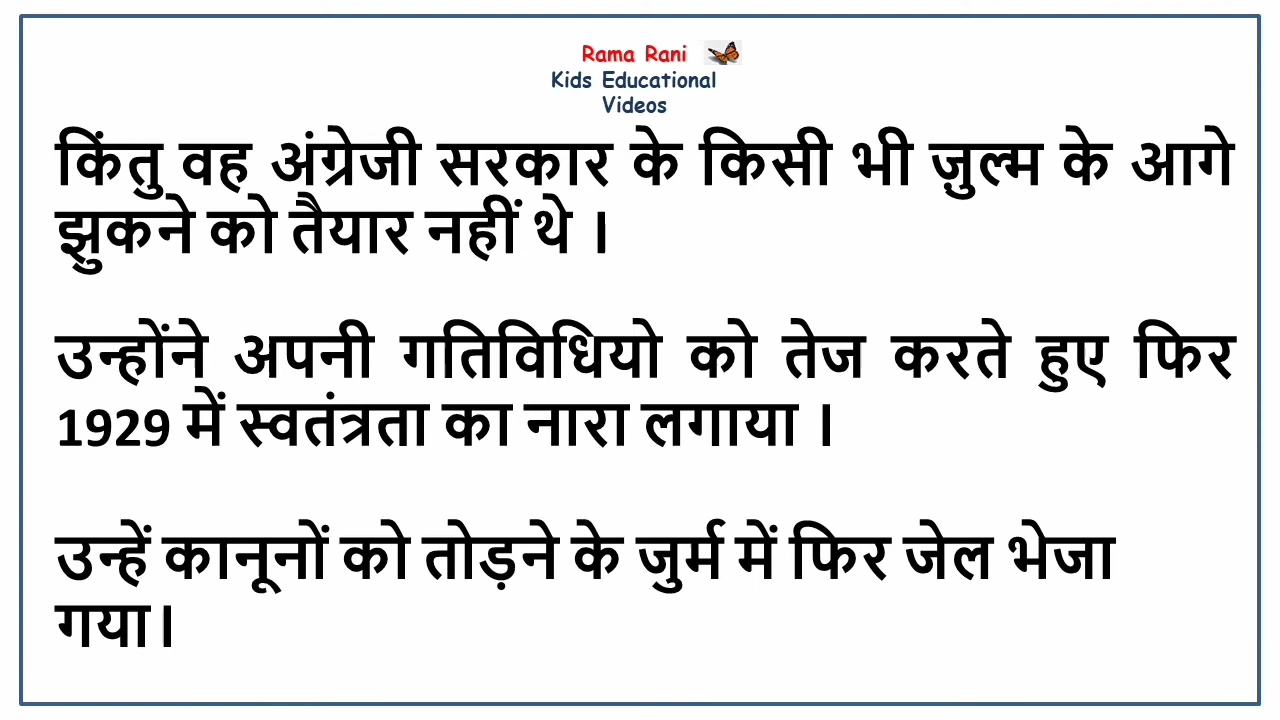 Rama Rani
Kids Educational
Videos
किंतु वह अंग्रेजी सरकार के किसी भी ज़ुल्म के आगे
झुकने को तैयार नहीं थे ।
उन्होंने अपनी गतिविधियो को तेज करते हुए फिर
1929 में स्वतंत्रता का नारा लगाया ।
उन्हें कानूनों को तोड़ने के जुर्म में फिर जेल भेजा
गया।